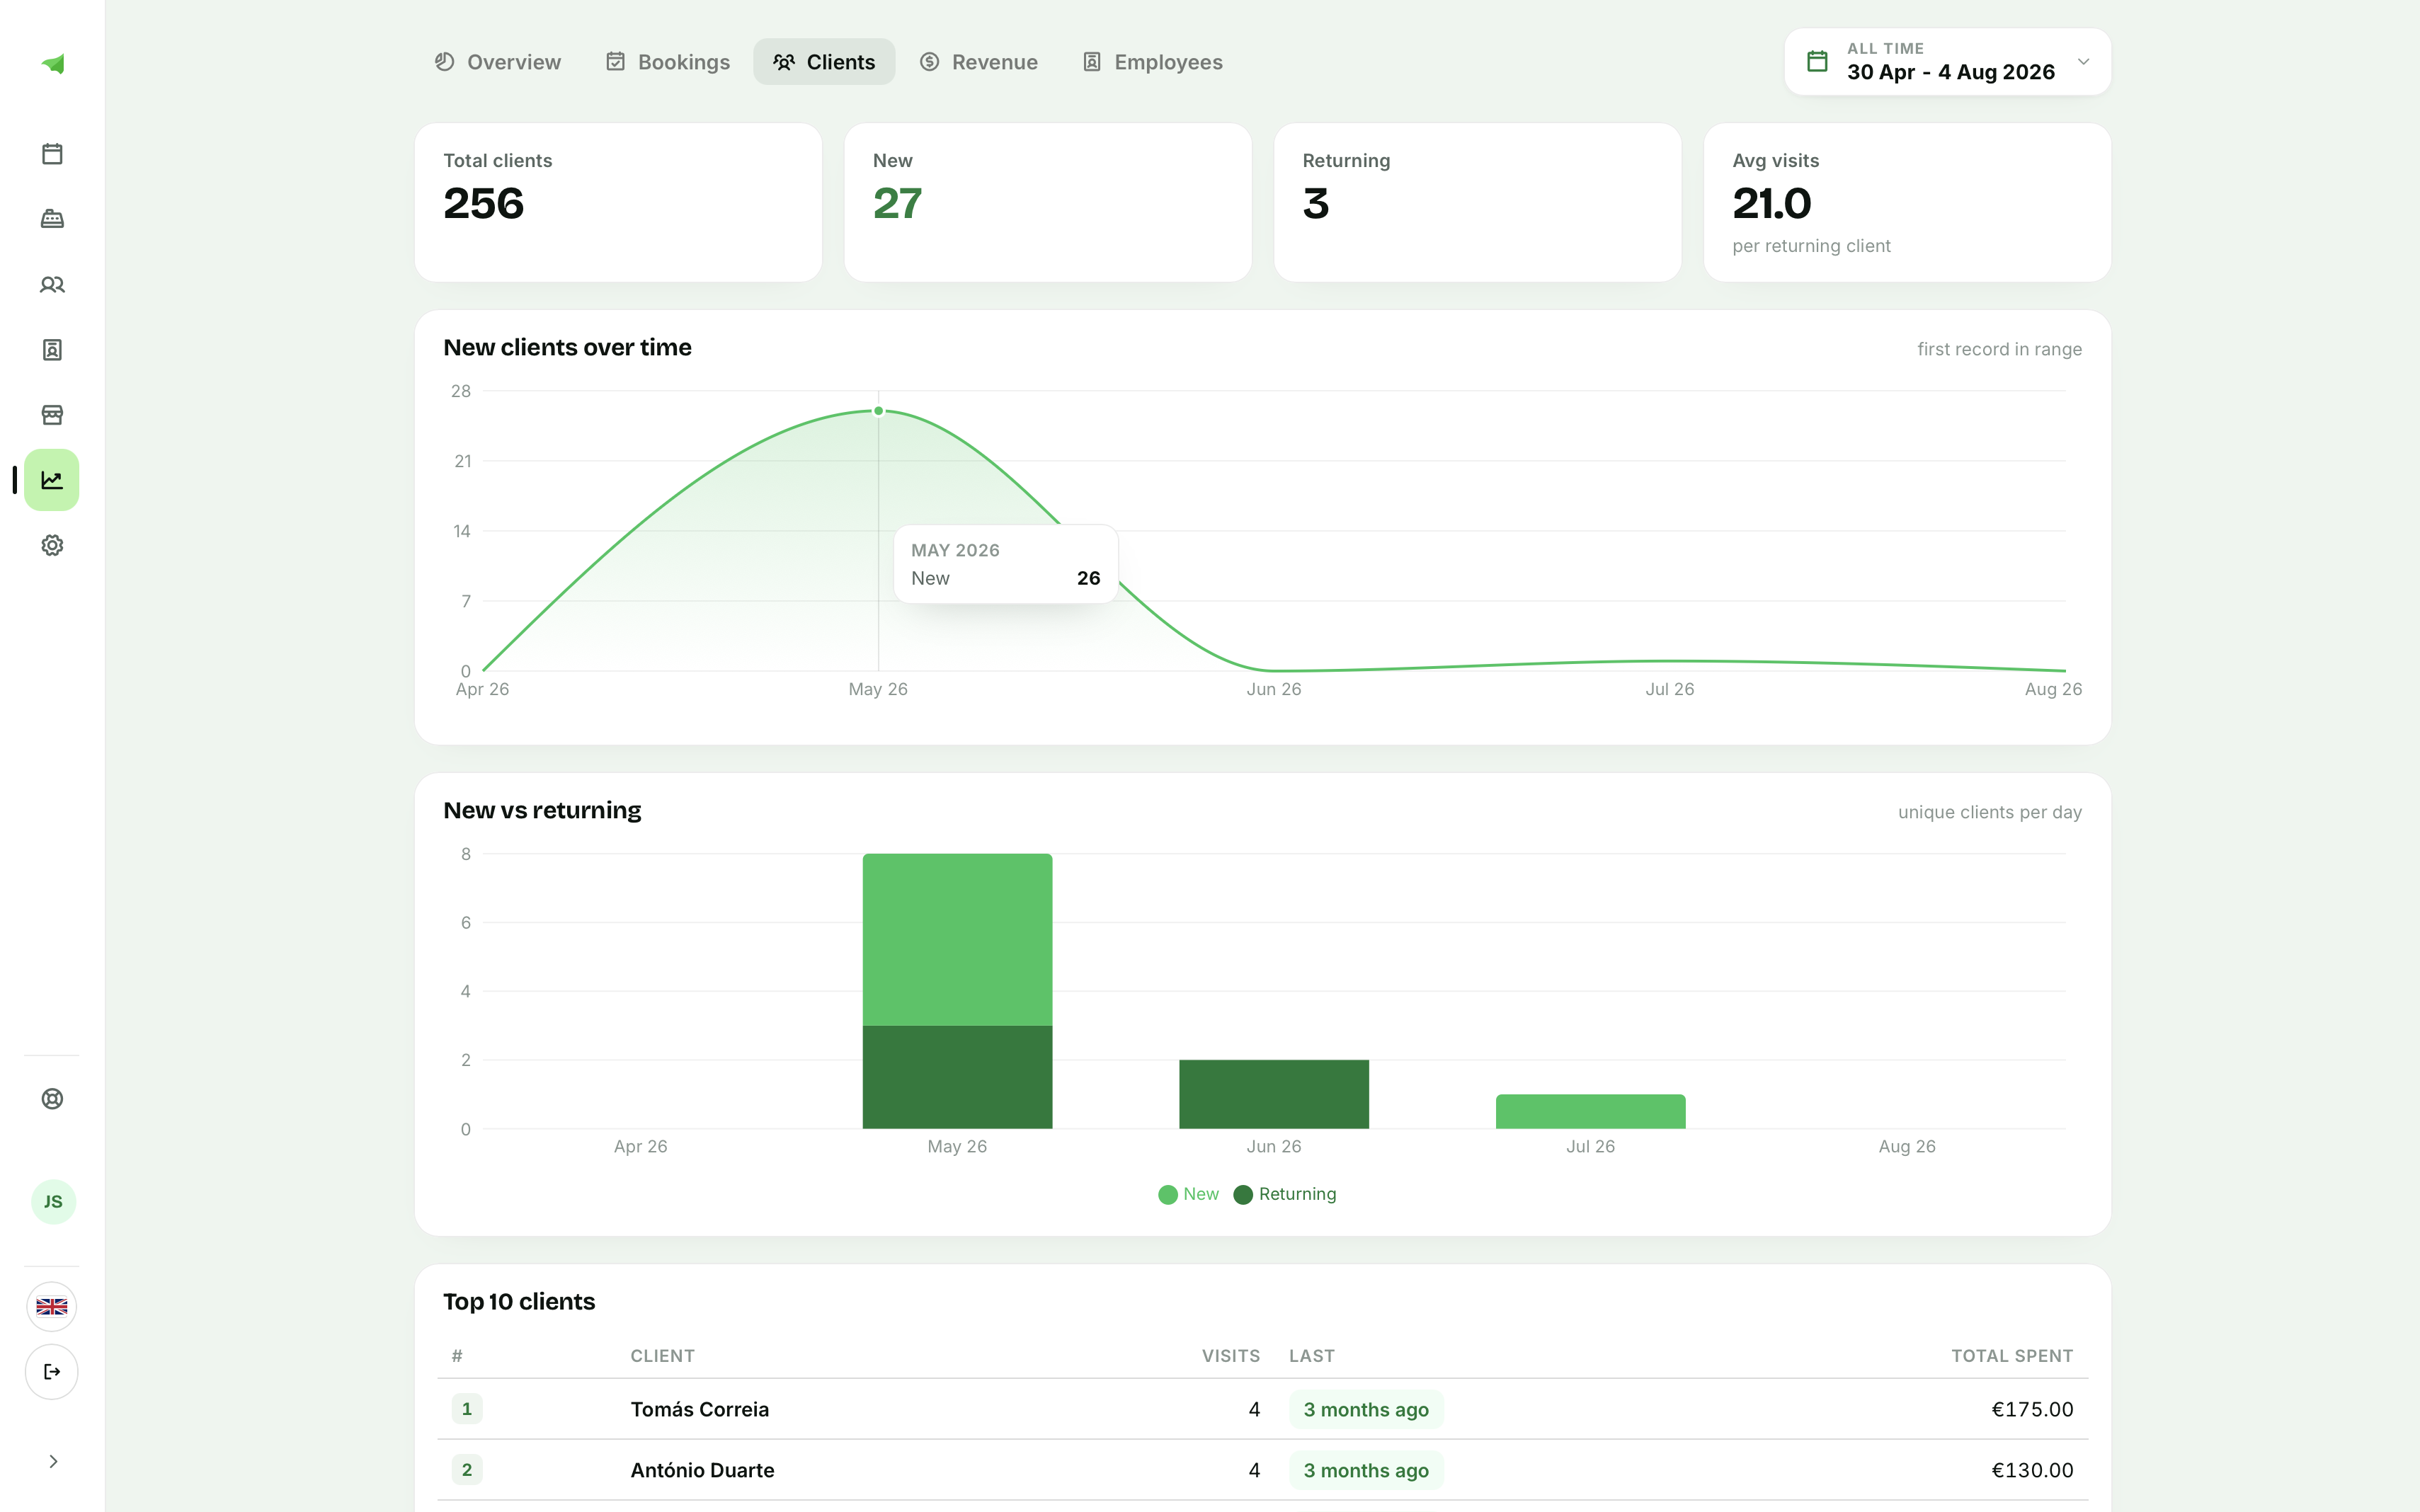 Overview
Bookings
Clients
Revenue
Employees
ALL TIME
30 Apr - 4 Aug 2026
Total clients
256
New
27
Returning
3
Avg visits
21.0
per returning client
New clients over time
first record in range
28
21
14
7
0
MAY 2026
New 26
Apr 26 May 26 Jun 26 Jul 26 Aug 26
New vs returning
unique clients per day
8
6
4
2
0
Apr 26 May 26 Jun 26 Jul 26 Aug 26
New Returning
JS
Top 10 clients
# CLIENT VISITS LAST TOTAL SPENT
1 Tomás Correia 4 3 months ago €175.00
2 António Duarte 4 3 months ago €130.00